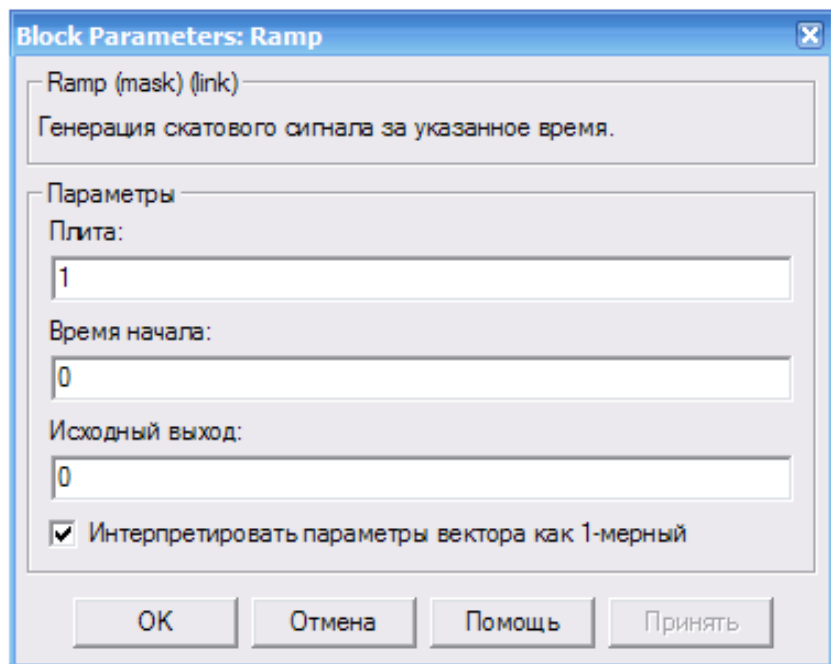 Block Parameters: Ramp
Ramp (mask) (link)
Генерация скатового сигнала за указанное время.
Параметры
Плита:
1
Время начала:
0
Исходный выход:
0
Интерпретировать параметры вектора как 1-мерный
OK
Отмена
Помощь
Принять